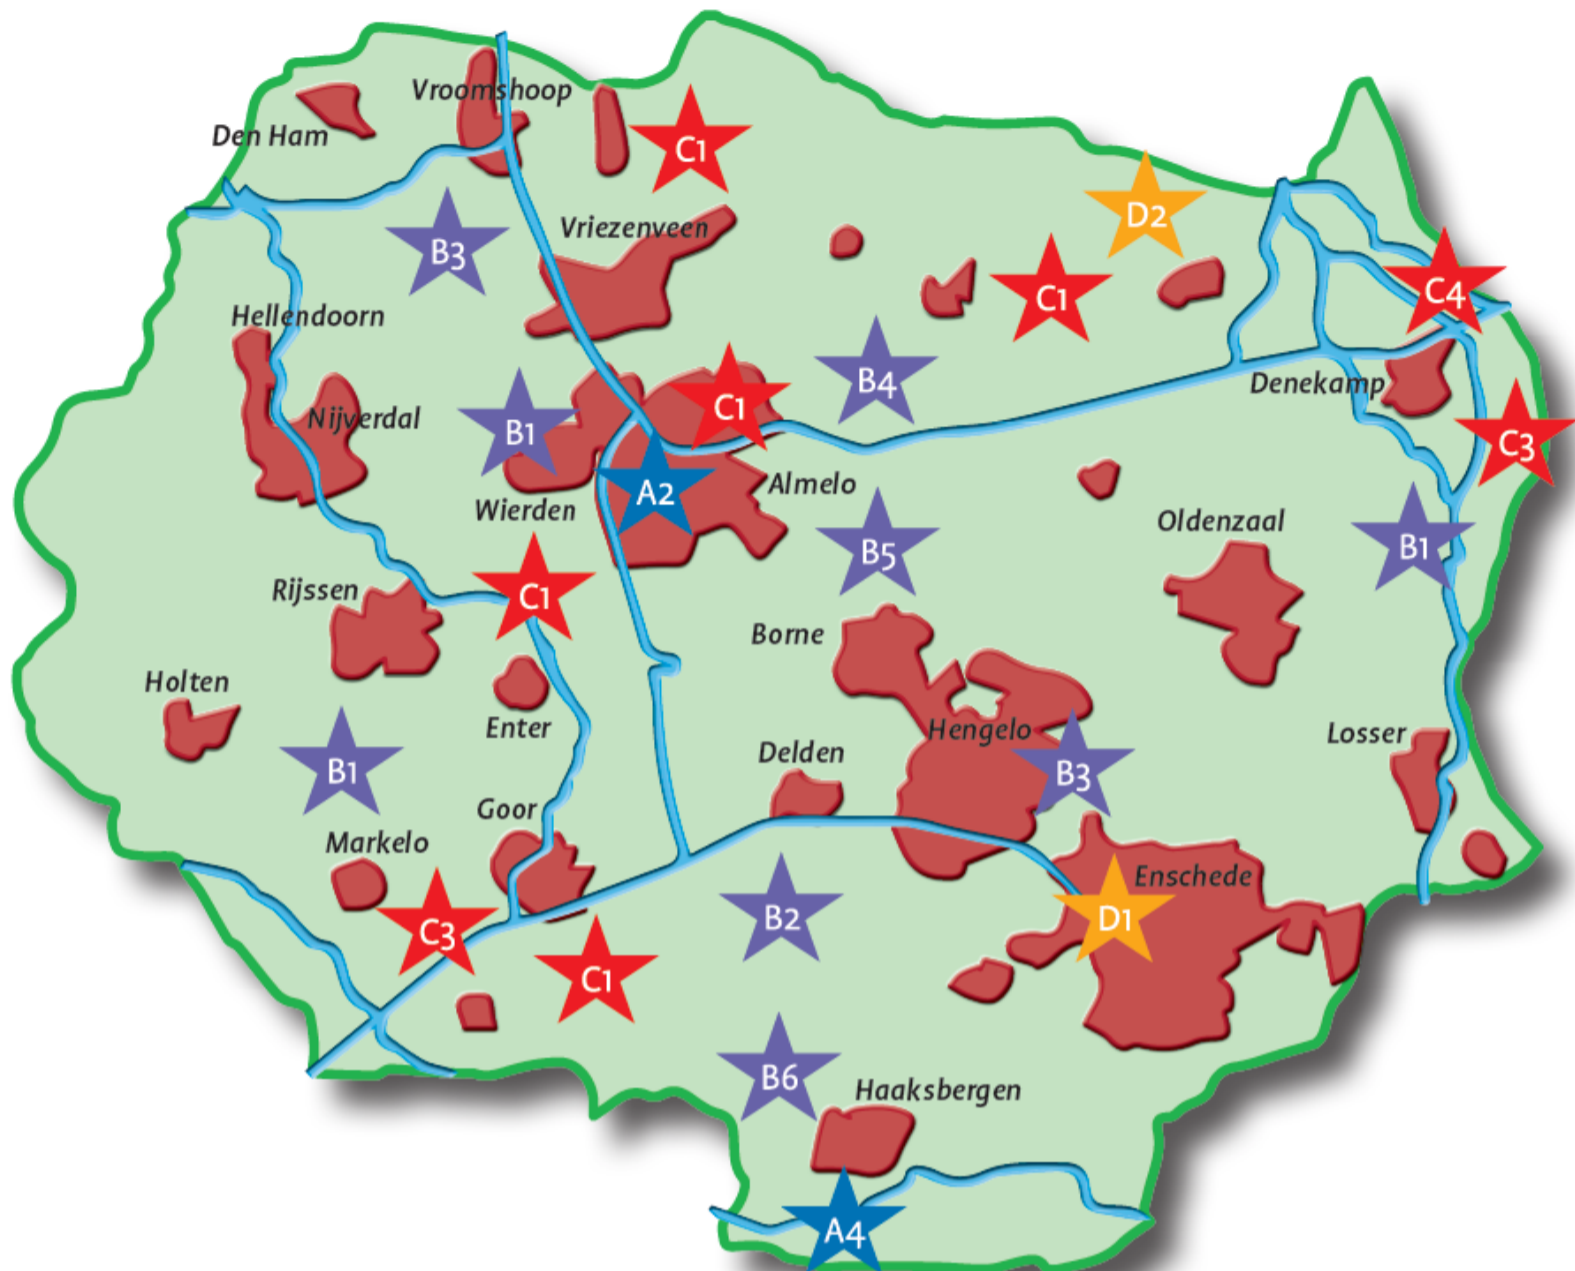 Vroomshoop
Den Ham
C1
D2
B3
Vriezenveen
C1
C4
Hellendoorn
B4
Denekamp
Nijverdal
B1
C1
C3
A2
Almelo
Wierden
Oldenzaal
B5
B1
Rijssen
C1
Borne
Holten
Enter
Hengelo
Losser
B1
Delden
B3
Goor
Markelo
Enschede
C3
B2
D1
C1
B6
Haaksbergen
A4